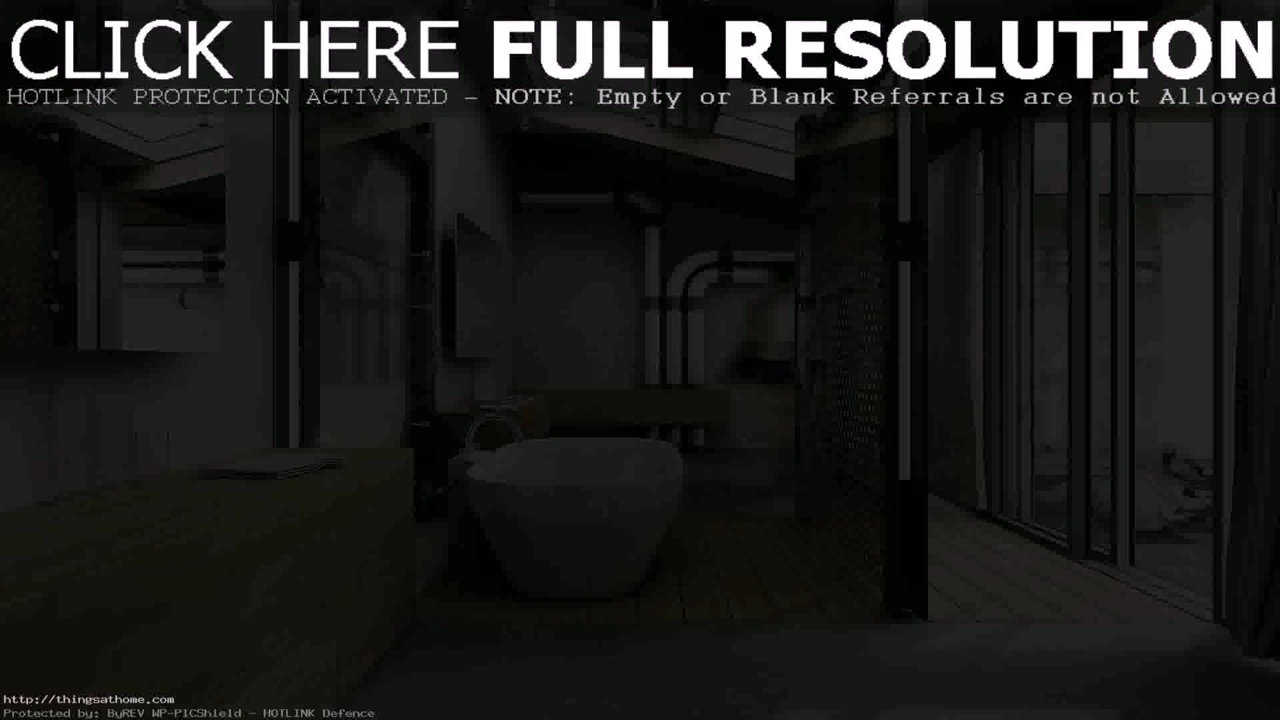 CLICK HERE FULL RESOLUTION
HOTLINK PROTECTION ACTIVATED - NOTE: Empty or Blank Referrals are not Allowed
http://thingsathome.com
Protected by: ByREV WP-PICShield - HOTLINK Defence